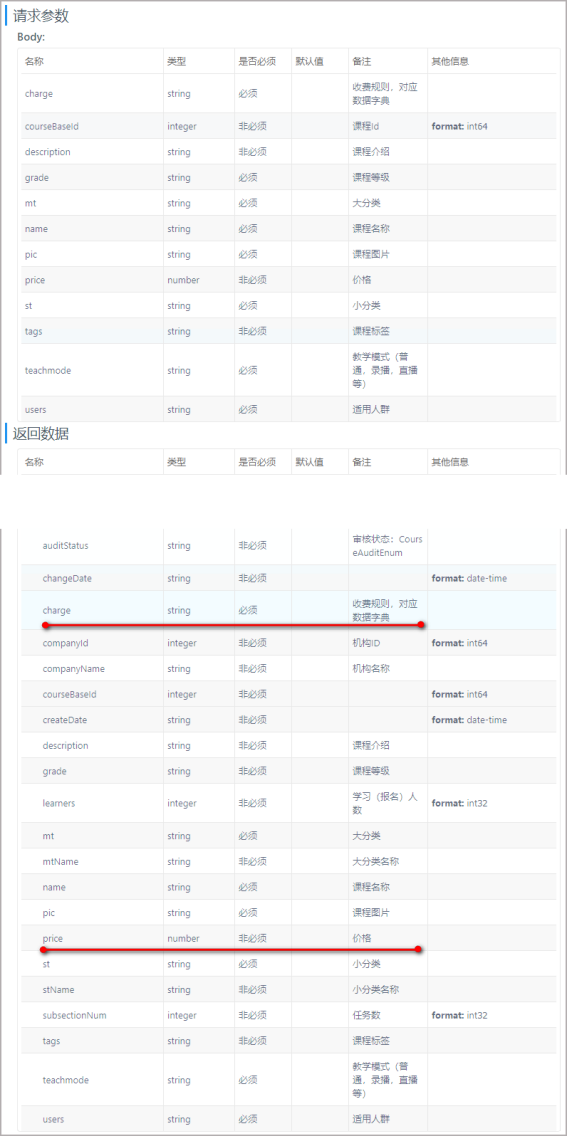 请求参数
Body:
名称 类型 是否必须 默认值 备注 其他信息
charge string 必须 收费规则，对应
数据字典
courseBaseId integer 非必须 课程Id format: int64
description string 非必须 课程介绍
grade string 必须 课程等级
mt string 必须 大分类
name string 必须 课程名称
pic string 必须 课程图片
price number 非必须 价格
st string 必须 小分类
tags string 非必须 课程标签
teachmode string 必须 教学模式（普
通，录播，直播
等）
users string 必须 适用人群
返回数据
名称 类型 是否必须 默认值 备注 其他信息
auditStatus string 非必须 审核状态：Cours
eAuditEnum
changeDate string 非必须 format: date-time
charge string 必须 收费规则，对应
数据字典
companyId integer 非必须 机构ID format: int64
companyName string 非必须 机构名称
courseBaseId integer 非必须 format: int64
createDate string 非必须 format: date-time
description string 非必须 课程介绍
grade string 非必须 课程等级
learners integer 非必须 学习（报名）人
数 format: int32
mt string 必须 大分类
mtName string 非必须 大分类名称
name string 必须 课程名称
pic string 必须 课程图片
price number 非必须 价格
st string 必须 小分类
stName string 非必须 小分类名称
subsectionNum integer 非必须 任务数 format: int32
tags string 非必须 课程标签
teachmode string 必须 教学模式（普
通，录播，直播
等）
users string 必须 适用人群